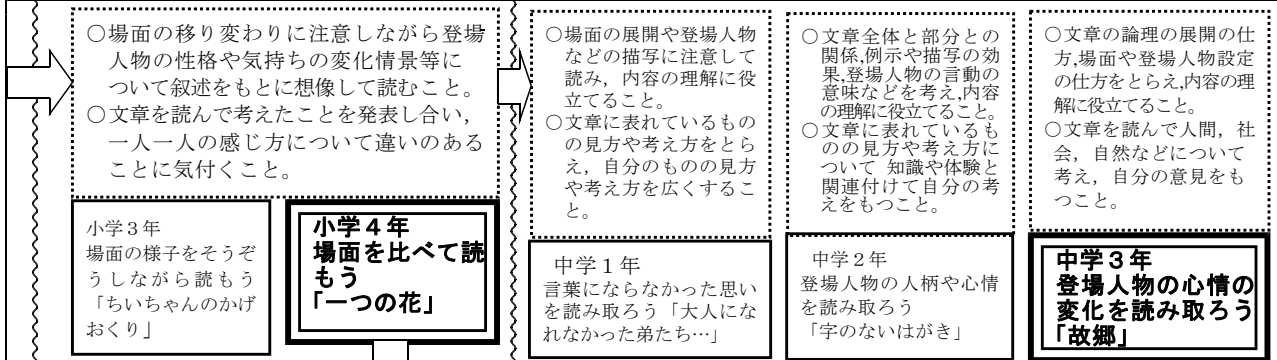 ○場面の移り変わりに注意しながら登場
人物の性格や気持ちの変化情景等に
ついて叙述をもとに想像して読むこと。
○文章を読んで考えたことを発表し合い，
一人一人の感じ方について違いのある
ことに気付くこと。
小学３年
場面の様子をそうぞ
うしながら読もう
「ちいちゃんのかげ
おくり」
小学４年
場面を比べて読
もう
「一つの花」
○場面の展開や登場人物
などの描写に注意して
読み，内容の理解に役
立てること。
○文章に表れているもの
の見方や考え方をとら
え，自分のものの見方
や考え方を広くするこ
と。
中学１年
言葉にならなかった思い
を読み取ろう「大人にな
れなかった弟たち…」
○文章全体と部分との
関係,例示や描写の効
果,登場人物の言動の
意味などを考え,内容
の理解に役立てること。
○文章に表れているも
のの見方や考え方に
ついて 知識や体験と
関連付けて自分の考
えをもつこと。
中学２年
登場人物の人柄や心情
を読み取ろう
「字のないはがき」
○文章の論理の展開の仕
方,場面や登場人物設定
の仕方をとらえ,内容の理
解に役立てること。
○文章を読んで人間，社
会，自然などについて
考え，自分の意見をも
つこと。
中学３年
登場人物の心情の
変化を読み取ろう
「故郷」